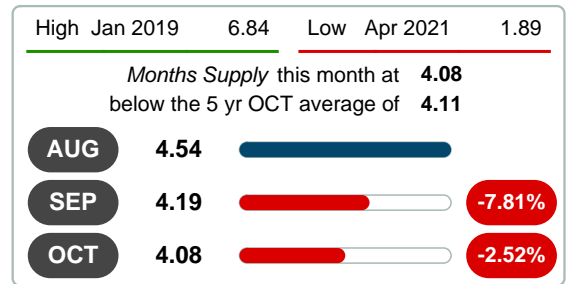 High Jan 2019 6.84 Low Apr 2021 1.89
Months Supply this month at 4.08
below the 5 yr OCT average of 4.11
AUG 4.54
SEP 4.19 -7.81%
OCT 4.08 -2.52%